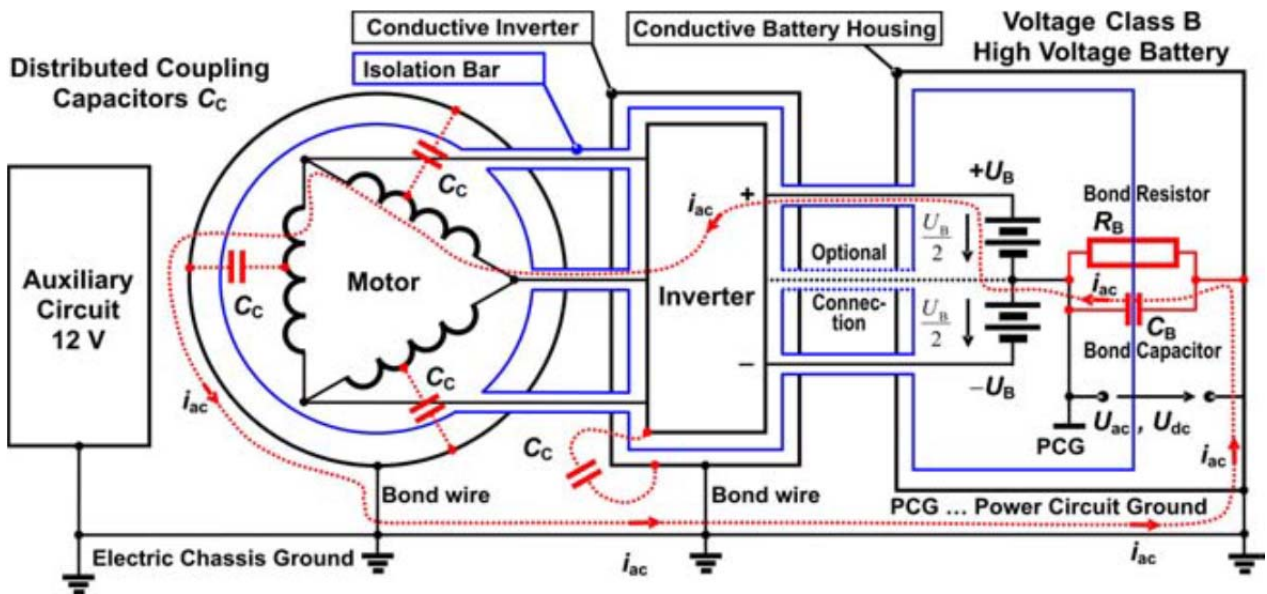 Voltage Class B
High Voltage Battery
Conductive Inverter
Conductive Battery Housing
Isolation Bar
Distributed Coupling
Capacitors CC
Auxiliary
Circuit
12 V
CC
CC
CC
CC
Motor
Inverter
+
−
iac
Optional
Connec-
tion
UB
2
UB
2
+UB
−UB
Bond Resistor
RB
iac
CB
Bond
Capacitor
PCG
Uac , Udc
iac
iac
Bond wire
Bond wire
PCG ... Power Circuit Ground
Electric Chassis Ground
iac
iac